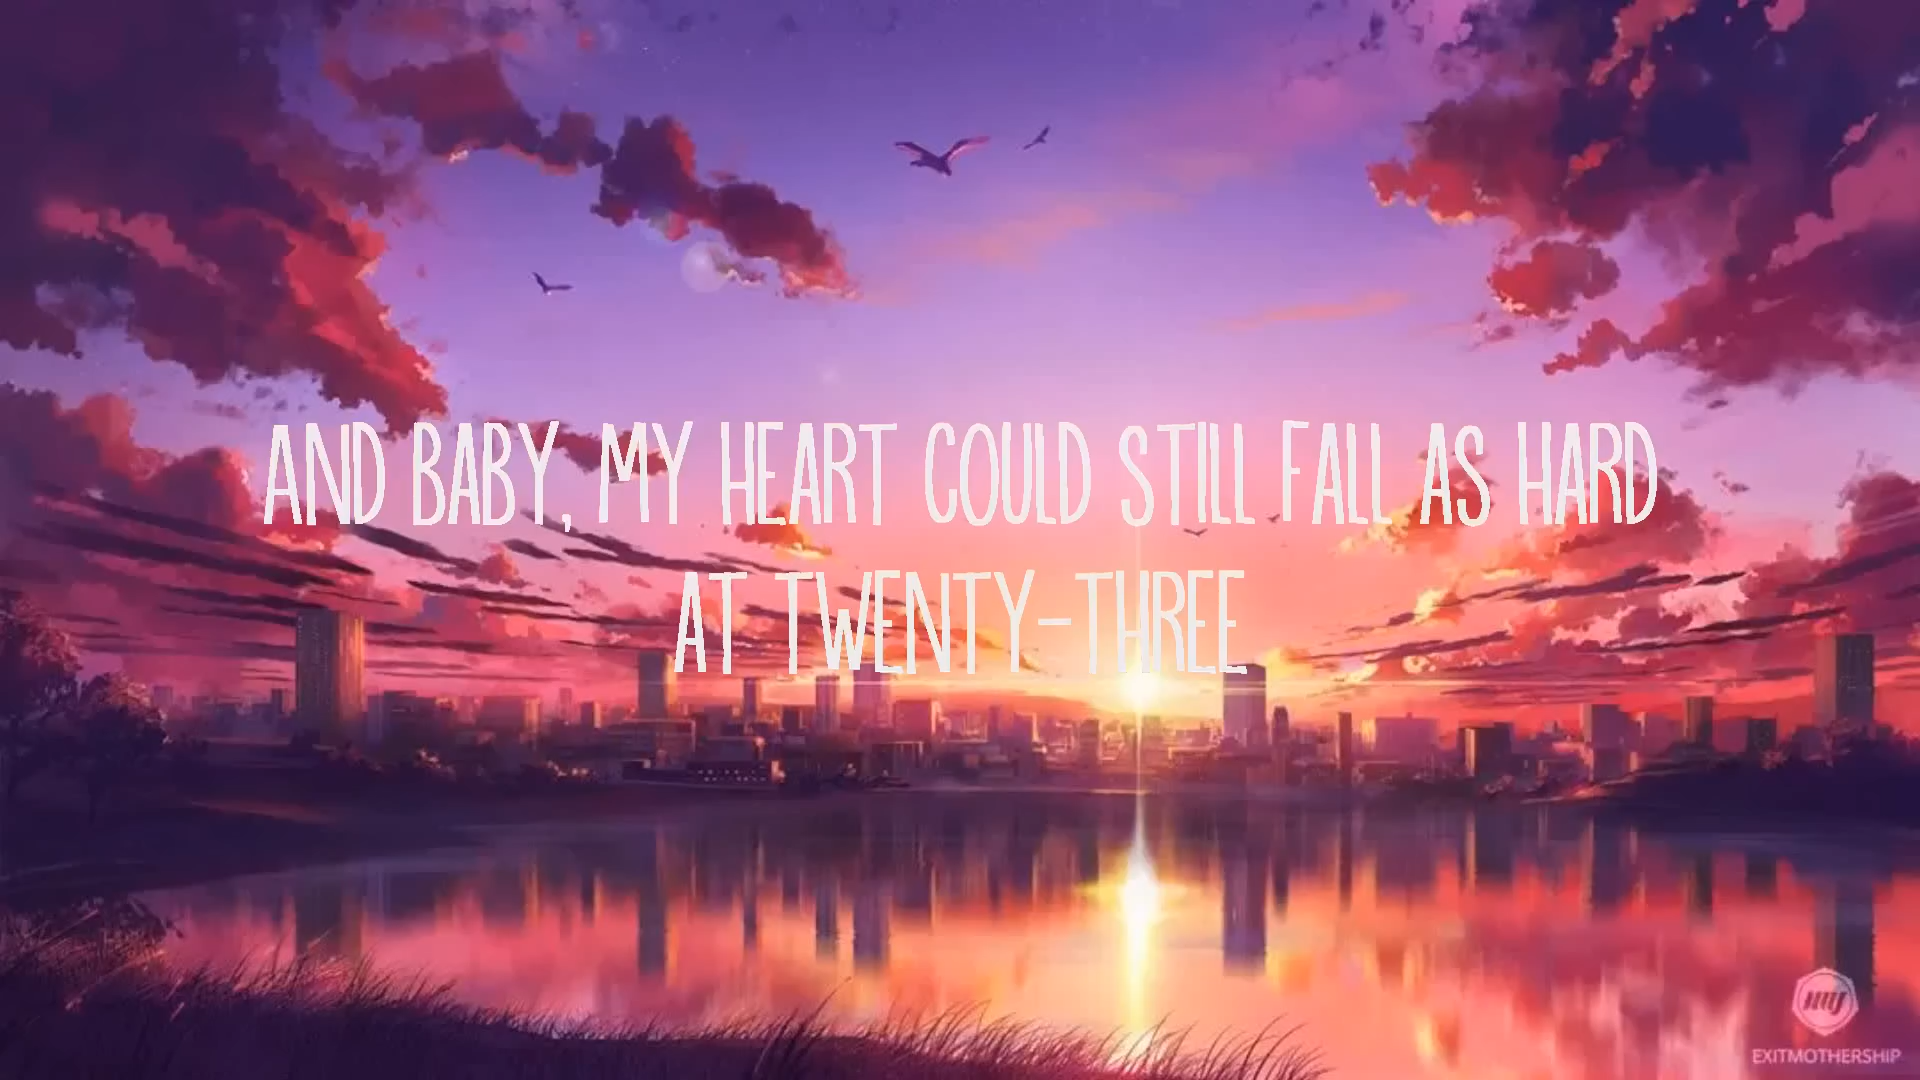 AND BABY, MY HEART COULD STILL FALL AS HARD
AT TWENTY-THREE
EXITMOTHERSHIP